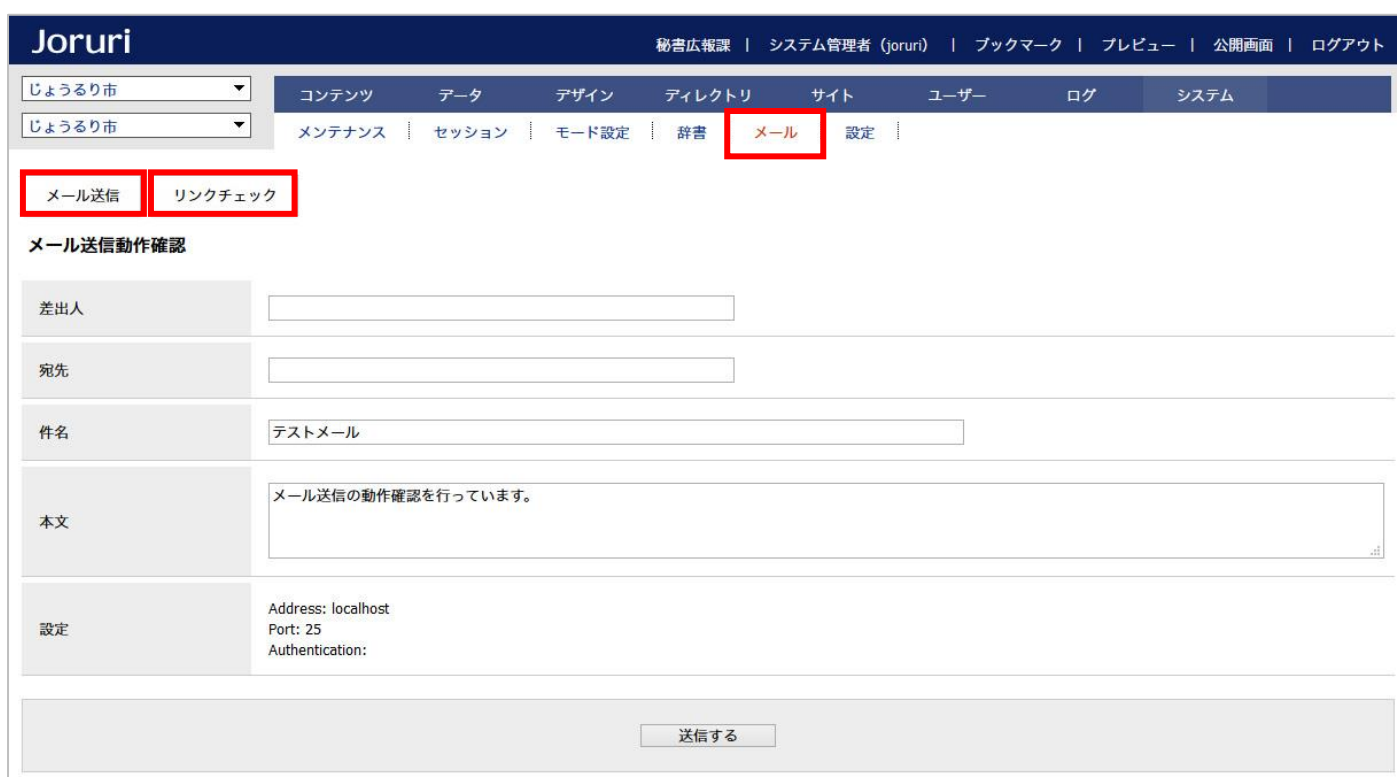 Joruri
秘書広報課 | システム管理者 (joruri) | ブックマーク | プレビュー | 公開画面 | ログアウト
じょうるり市
コンテンツ データ デザイン ディレクトリ サイト ユーザー ログ システム
じょうるり市
メンテナンス セッション モード設定 辞書 メール 設定
メール送信 リンクチェック
メール送信動作確認
差出人
宛先
件名 テストメール
本文 メール送信の動作確認を行っています。
設定
Address: localhost
Port: 25
Authentication:
送信する